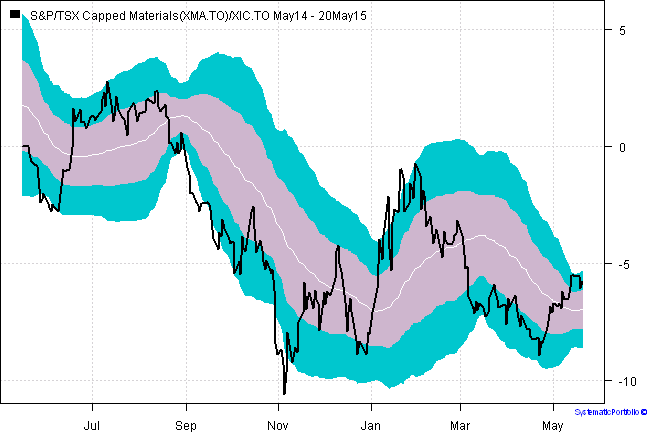 S&P/TSX Capped Materials(XMA.TO)/XIC.TO May14 - 20May15
5
0
-5
-10
Jul Sep Nov Jan Mar May
SystematicPortfolio ©